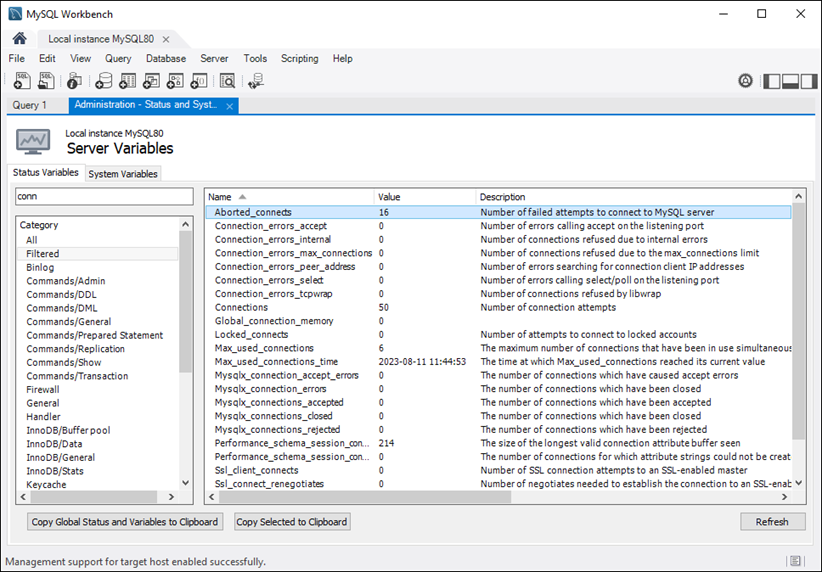 MySQL Workbench
Local instance MySQL80
File Edit View Query Database Server Tools Scripting Help
Query 1 Administration - Status and Syst..
Local instance MySQL80
Server Variables
Status Variables System Variables
conn
Category
All
Filtered
Binlog
Commands/Admin
Commands/DDL
Commands/DML
Commands/General
Commands/Prepared Statement
Commands/Replication
Commands/Show
Commands/Transaction
Firewall
General
Handler
InnoDB/Buffer pool
InnoDB/Data
InnoDB/General
InnoDB/Stats
Keycache
Name Value Description
Aborted_connects 16 Number of failed attempts to connect to MySQL server
Connection_errors_accept 0 Number of errors calling accept on the listening port
Connection_errors_internal 0 Number of connections refused due to internal errors
Connection_errors_max_connections 0 Number of connections refused due to the max_connections limit
Connection_errors_peer_address 0 Number of errors searching for connection client IP addresses
Connection_errors_select 0 Number of errors calling select/poll on the listening port
Connection_errors_tcpwrap 0 Number of connections refused by libwrap
Connections 50 Number of connection attempts
Global_connection_memory 0
Locked_connects 0 Number of attempts to connect to locked accounts
Max_used_connections 6 The maximum number of connections that have been in use simultaneous
Max_used_connections_time 2023-08-11 11:44:53 The time at which Max_used_connections reached its current value
Mysqlx_connection_accept_errors 0 The number of connections which have caused accept errors
Mysqlx_connection_errors 0 The number of connections which have been closed
Mysqlx_connections_accepted 0 The number of connections which have been accepted
Mysqlx_connections_closed 0 The number of connections which have been closed
Mysqlx_connections_rejected 0 The number of connections which have been rejected
Performance_schema_session_con... 214 The size of the longest valid connection attribute buffer seen
Performance_schema_session_con... 0 The number of connections for which attribute strings could not be creat
Ssl_client_connects 0 Number of SSL connection attempts to an SSL-enabled master
Ssl_connect_renegotiates 0 Number of negotiates needed to establish the connection to an SSL-enab
Copy Global Status and Variables to Clipboard Copy Selected to Clipboard Refresh
Management support for target host enabled successfully.